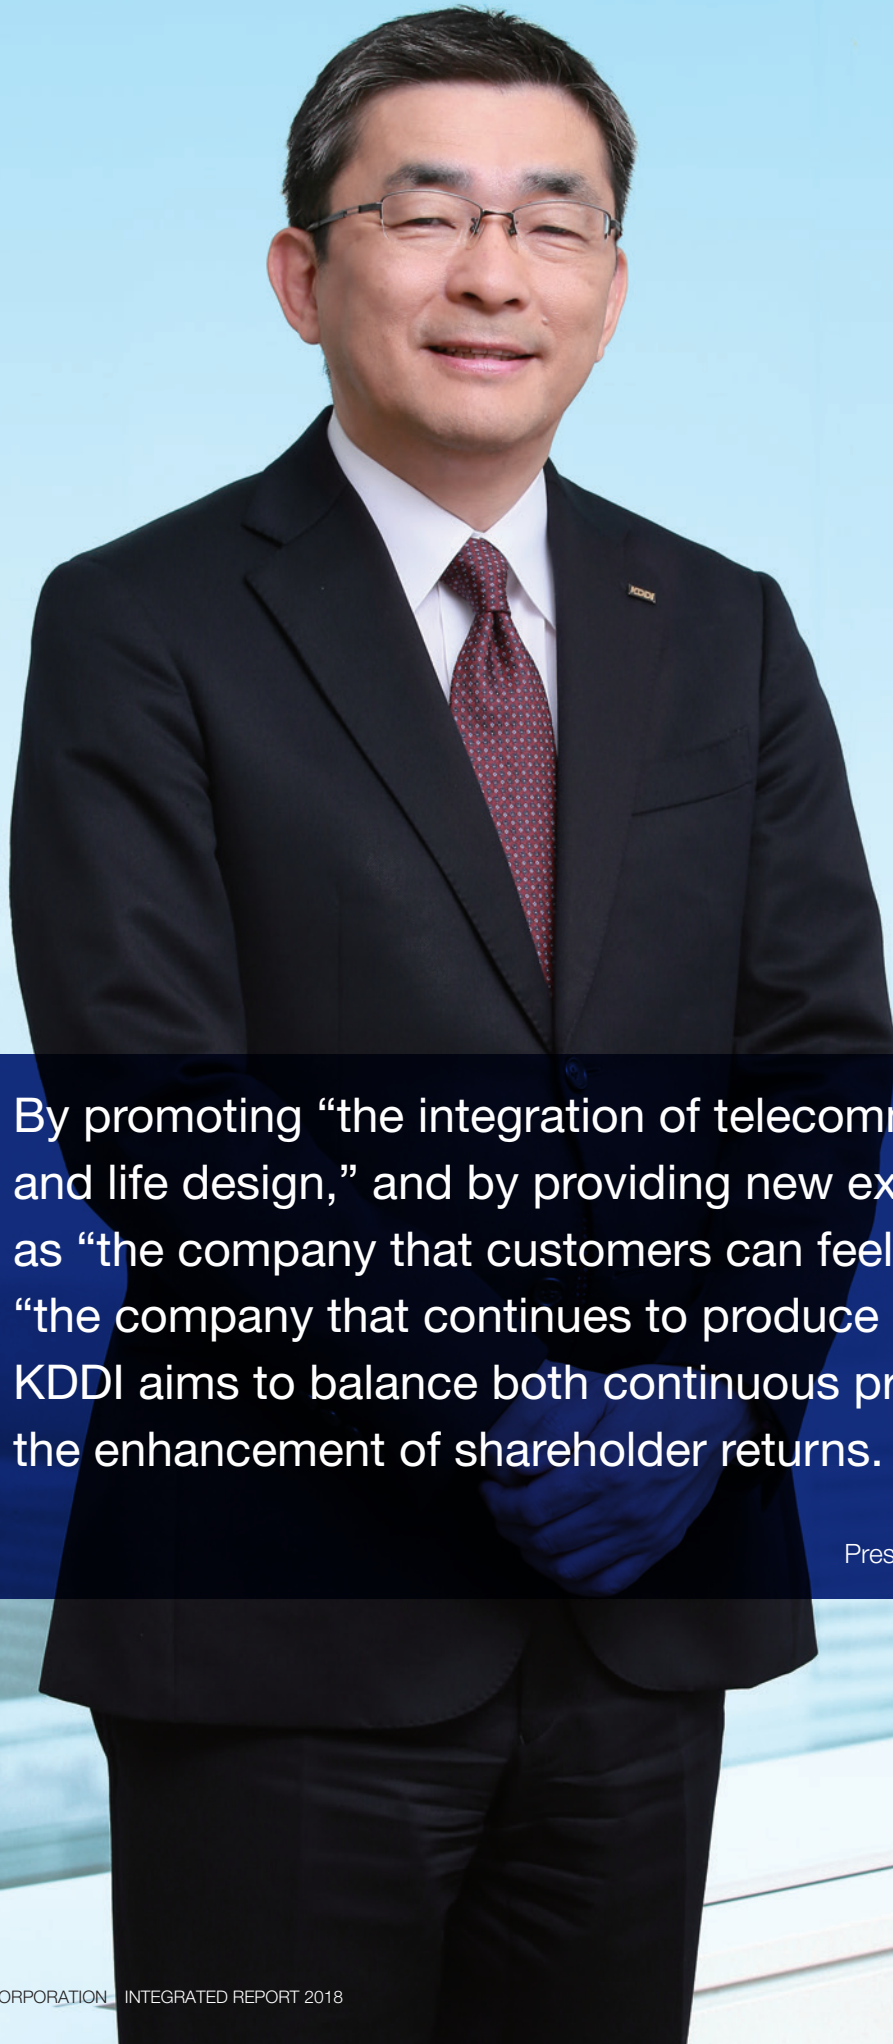 KDDI
By promoting “the integration of telecomm
and life design,” and by providing new ex
as “the company that customers can feel
“the company that continues to produce
KDDI aims to balance both continuous pr
the enhancement of shareholder returns.
Pres
ORPORATION INTEGRATED REPORT 2018